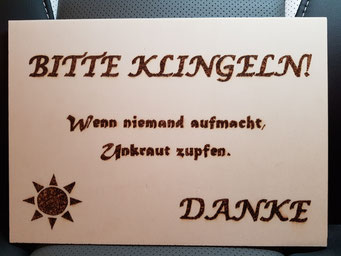 BITTE KLINGELN!
Wenn niemand aufmacht,
Unkraut zupfen.
DANKE